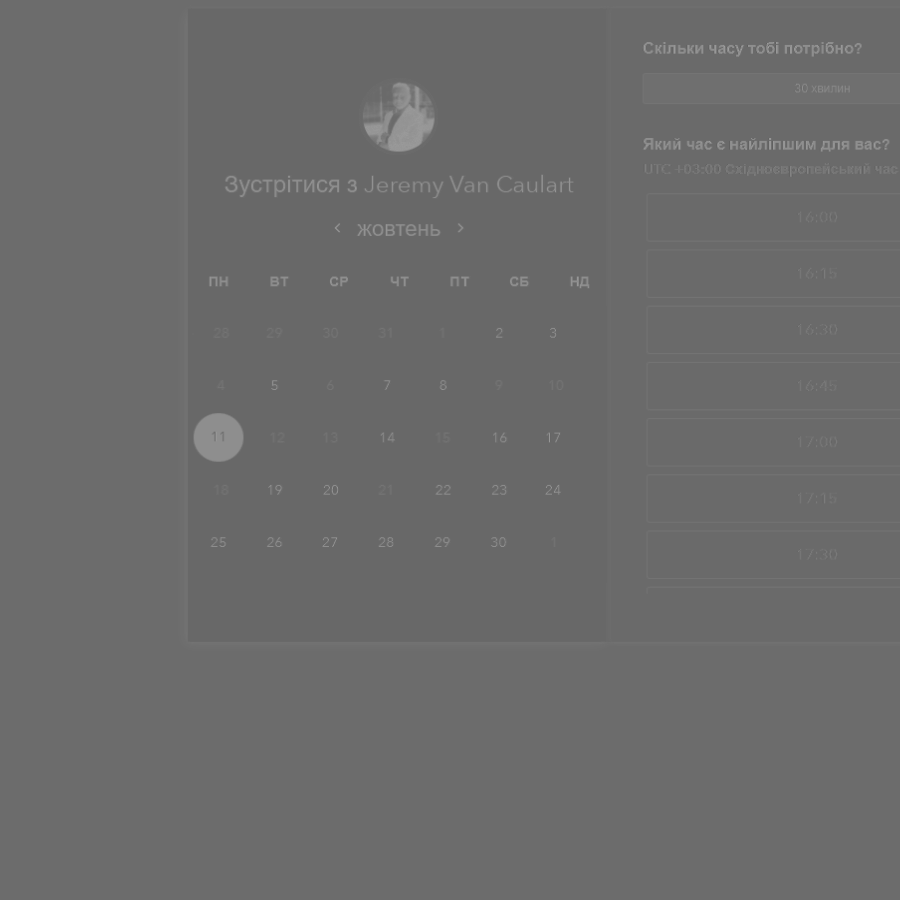 Зустрітися з Jeremy Van Caulart
жовтень
ПН ВТ СР ЧТ ПТ СБ НД
28 29 30 31 1 2 3
4 5 6 7 8 9 10
11 12 13 14 15 16 17
18 19 20 21 22 23 24
25 26 27 28 29 30 1
Скільки часу тобі потрібно?
30 хвилин
Який час є найліпшим для вас?
UTC +03:00 Східноєвропейський час
16:00
16:15
16:30
16:45
17:00
17:15
17:30